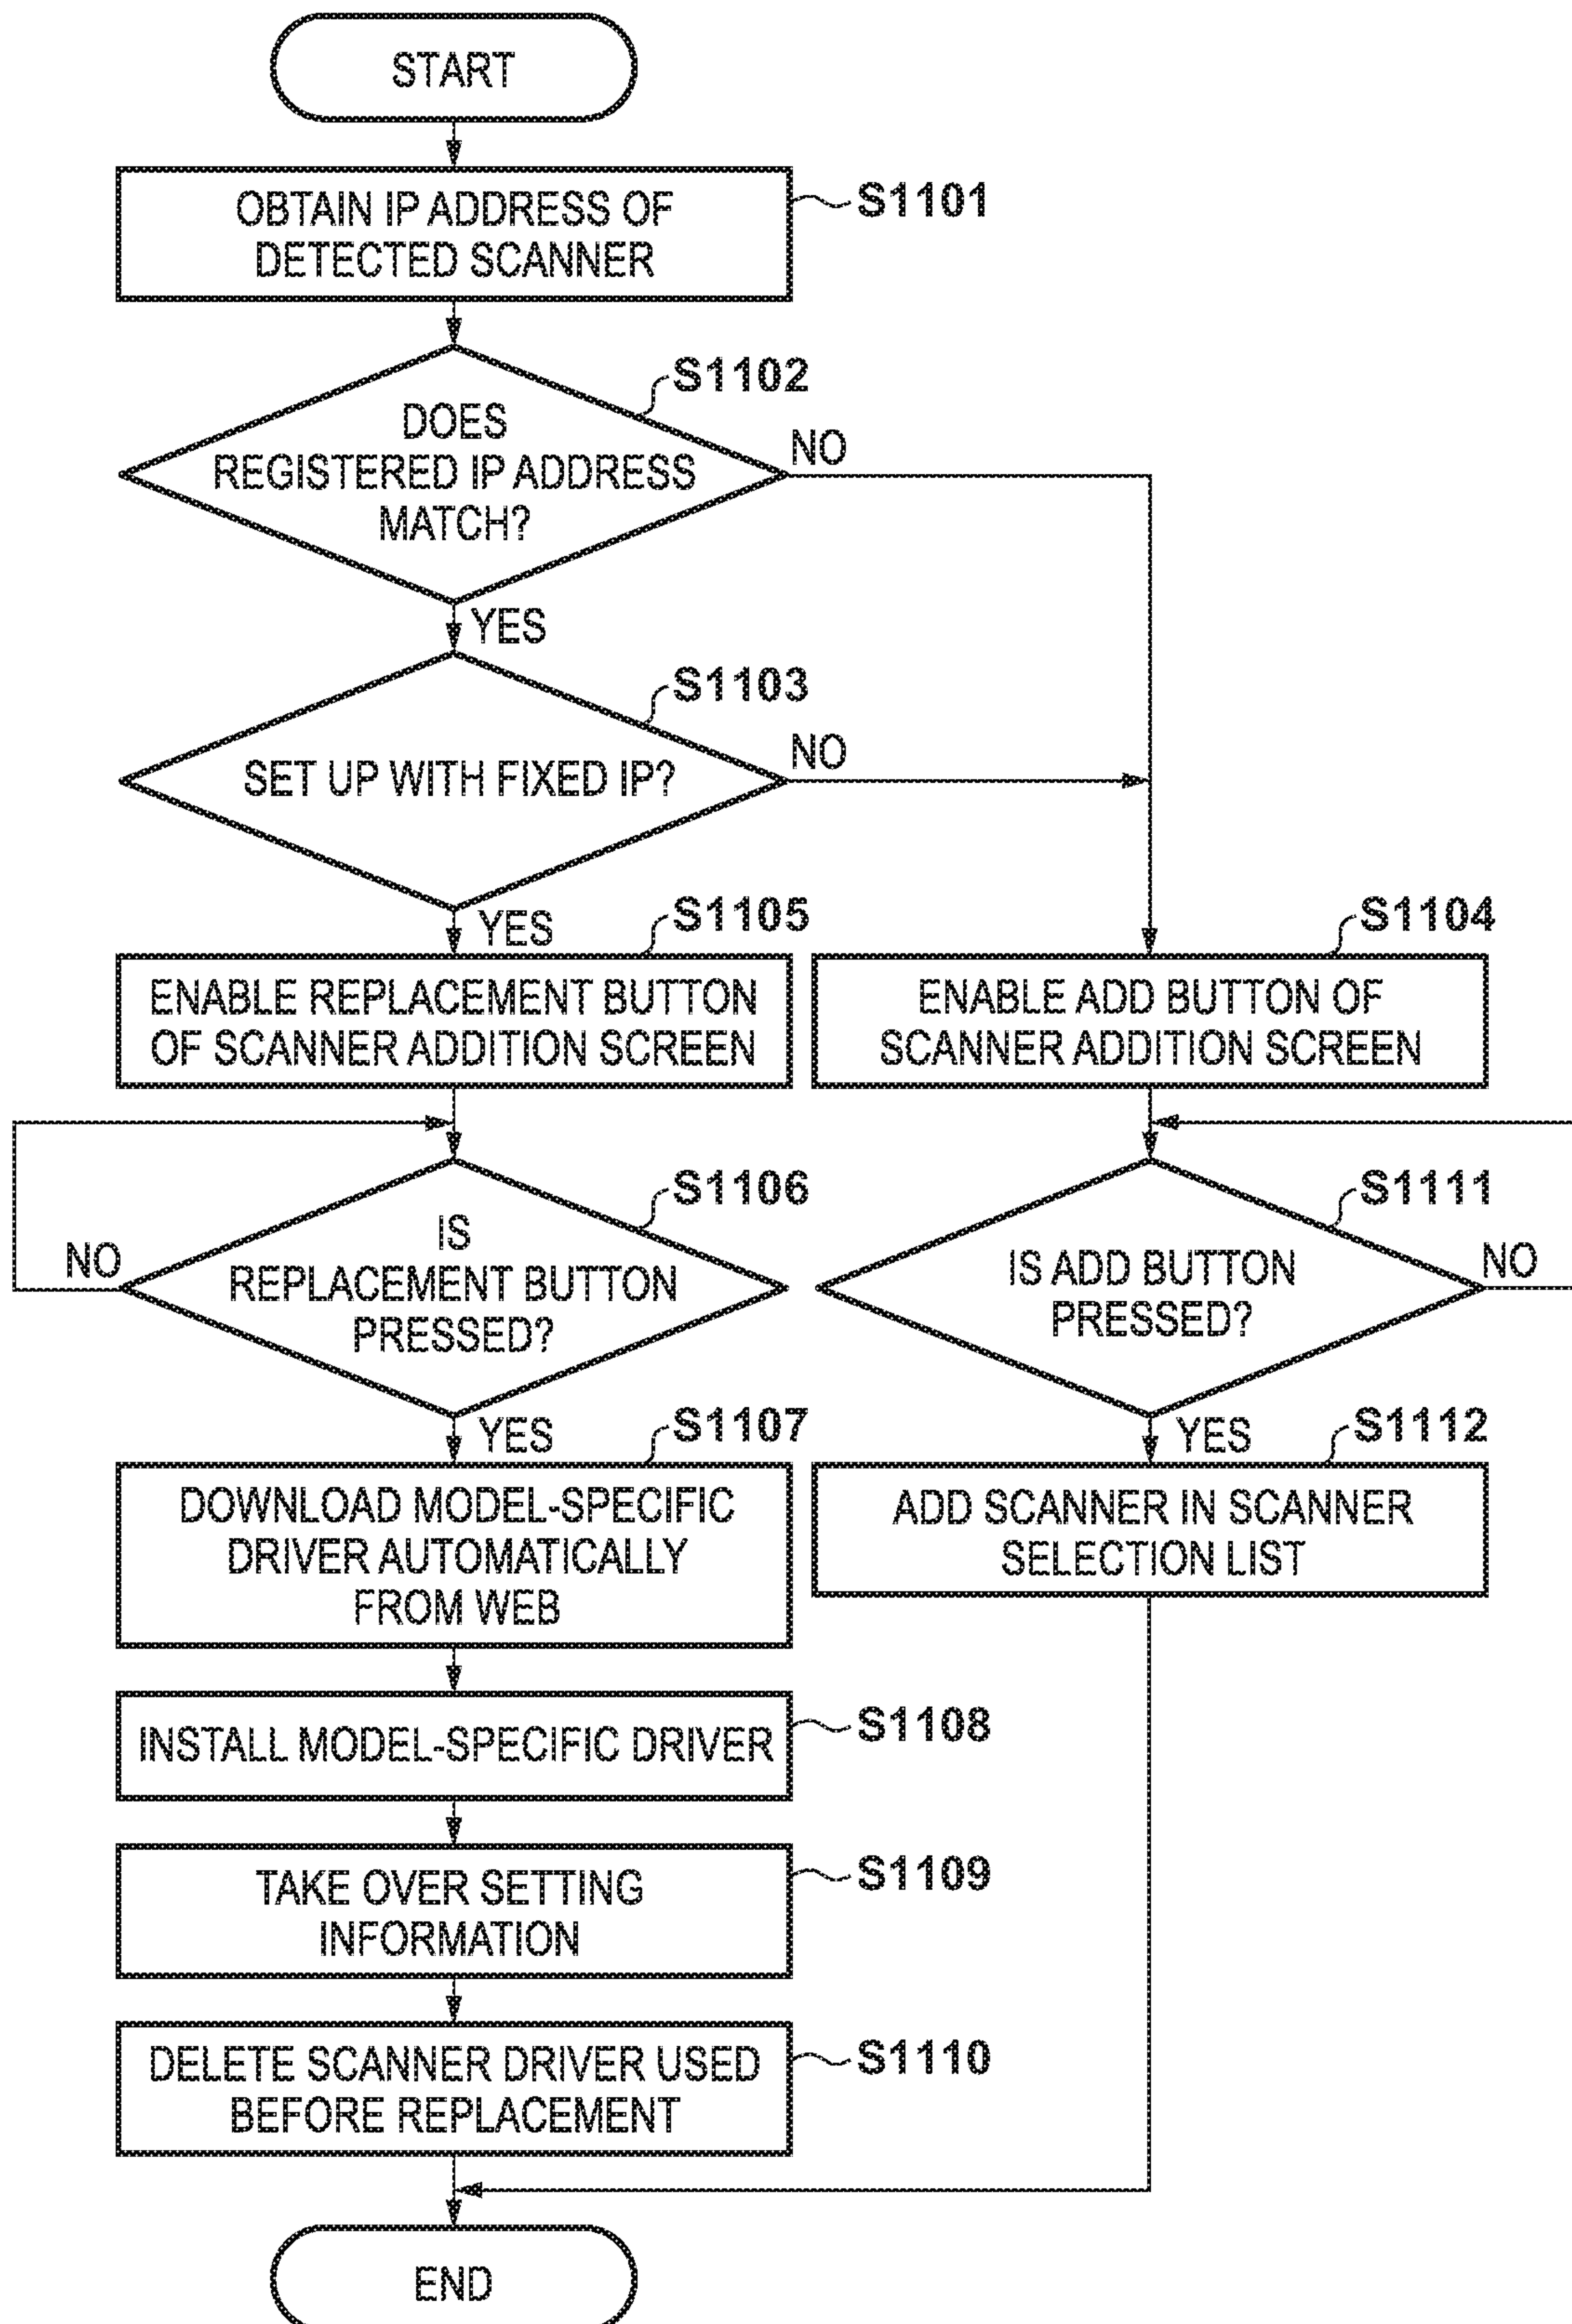 START
OBTAIN IP ADDRESS OF
DETECTED SCANNER
S1101
S1102
DOES
REGISTERED IP ADDRESS
MATCH?
NO
YES
S1103
SET UP WITH FIXED IP?
NO
YES
S1105
ENABLE REPLACEMENT BUTTON
OF SCANNER ADDITION SCREEN
S1104
ENABLE ADD BUTTON OF
SCANNER ADDITION SCREEN
S1106
IS
REPLACEMENT BUTTON
PRESSED?
NO
YES
S1111
IS ADD BUTTON
PRESSED?
NO
YES
S1107
DOWNLOAD MODEL-SPECIFIC
DRIVER AUTOMATICALLY
FROM WEB
S1112
ADD SCANNER IN SCANNER
SELECTION LIST
INSTALL MODEL-SPECIFIC DRIVER
S1108
TAKE OVER SETTING
INFORMATION
S1109
DELETE SCANNER DRIVER USED
BEFORE REPLACEMENT
S1110
END